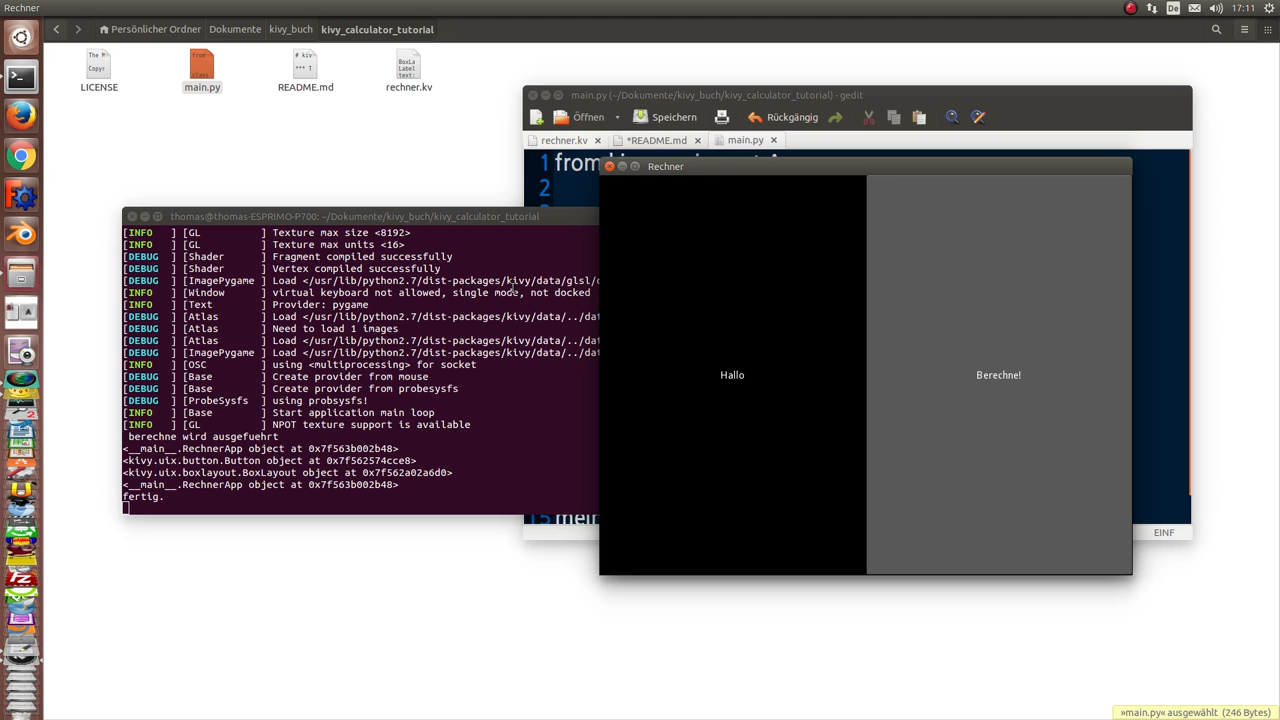 Rechner
De
17:11
Persönlicher Ordner
Dokumente
kivy_buch
kivy_calculator_tutorial
LICENSE
main.py
README.md
rechner.kv
main.py (~/Dokumente/kivy_buch/kivy_calculator_tutorial) - gedit
Öffnen
Speichern
Rückgängig
rechner.kv
*README.md
main.py
1 from
2
Rechner
Hallo
Berechne!
EINF
thomas@thomas-ESPRIMO-P700: ~/Dokumente/kivy_buch/kivy_calculator_tutorial
[INFO   ] [GL          ] Texture max size <8192>
[INFO   ] [GL          ] Texture max units <16>
[DEBUG  ] [Shader      ] Fragment compiled successfully
[DEBUG  ] [Shader      ] Vertex compiled successfully
[DEBUG  ] [ImagePygame ] Load </usr/lib/python2.7/dist-packages/kivy/data/glsl/
[INFO   ] [Window      ] virtual keyboard not allowed, single mode, not docked
[INFO   ] [Text        ] Provider: pygame
[DEBUG  ] [Atlas       ] Load </usr/lib/python2.7/dist-packages/kivy/data/../dat
[DEBUG  ] [Atlas       ] Need to load 1 images
[DEBUG  ] [Atlas       ] Load </usr/lib/python2.7/dist-packages/kivy/data/../dat
[DEBUG  ] [ImagePygame ] Load </usr/lib/python2.7/dist-packages/kivy/data/../dat
[INFO   ] [OSC         ] using <multiprocessing> for socket
[DEBUG  ] [Base        ] Create provider from mouse
[DEBUG  ] [Base        ] Create provider from probesysfs
[DEBUG  ] [ProbeSysfs  ] using probsysfs!
[INFO   ] [Base        ] Start application main loop
[INFO   ] [GL          ] NPOT texture support is available
berechne wird ausgefuehrt
<__main__.RechnerApp object at 0x7f563b002b48>
<kivy.uix.button.Button object at 0x7f562574cce8>
<kivy.uix.boxlayout.BoxLayout object at 0x7f562a02a6d0>
<__main__.RechnerApp object at 0x7f563b002b48>
fertig.
»main.py« ausgewählt (246 Bytes)